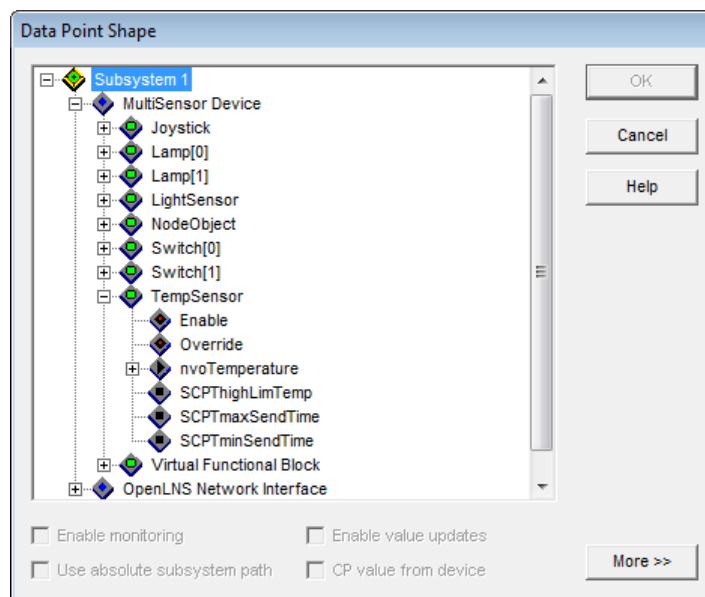 Data Point Shape
Subsystem 1
MultiSensor Device
Joystick
Lamp[0]
Lamp[1]
LightSensor
NodeObject
Switch[0]
Switch[1]
TempSensor
Enable
Override
nvoTemperature
SCPThighLimTemp
SCPTmaxSendTime
SCPTminSendTime
Virtual Functional Block
OpenLNS Network Interface
OK
Cancel
Help
Enable monitoring
Enable value updates
Use absolute subsystem path
CP value from device
More >>